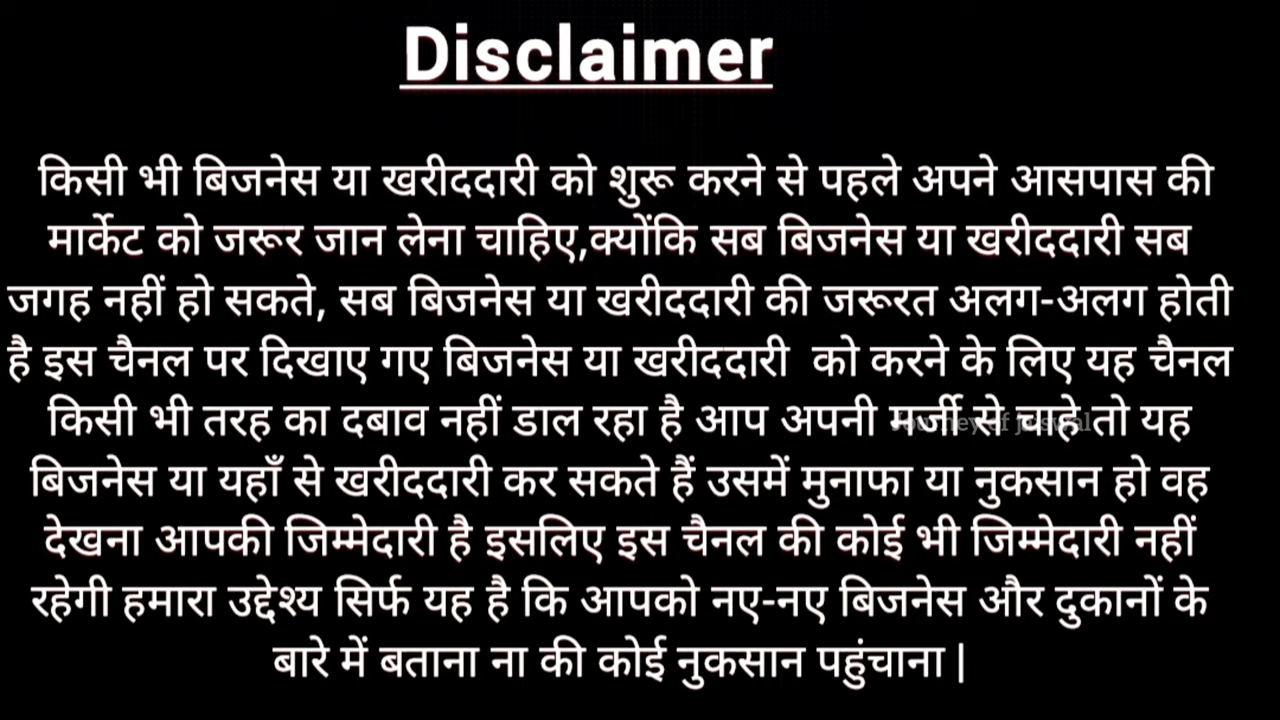 Disclaimer
किसी भी बिजनेस या खरीददारी को शुरू करने से पहले अपने आसपास की
मार्केट को जरूर जान लेना चाहिए,क्योंकि सब बिजनेस या खरीददारी सब
जगह नहीं हो सकते, सब बिजनेस या खरीददारी की जरूरत अलग-अलग होती
है इस चैनल पर दिखाए गए बिजनेस या खरीददारी को करने के लिए यह चैनल
किसी भी तरह का दबाव नहीं डाल रहा है आप अपनी मर्जी से चाहे तो यह
बिजनेस या यहाँ से खरीददारी कर सकते हैं उसमें मुनाफा या नुकसान हो वह
देखना आपकी जिम्मेदारी है इसलिए इस चैनल की कोई भी जिम्मेदारी नहीं
रहेगी हमारा उद्देश्य सिर्फ यह है कि आपको नए-नए बिजनेस और दुकानों के
बारे में बताना ना की कोई नुकसान पहुंचाना |